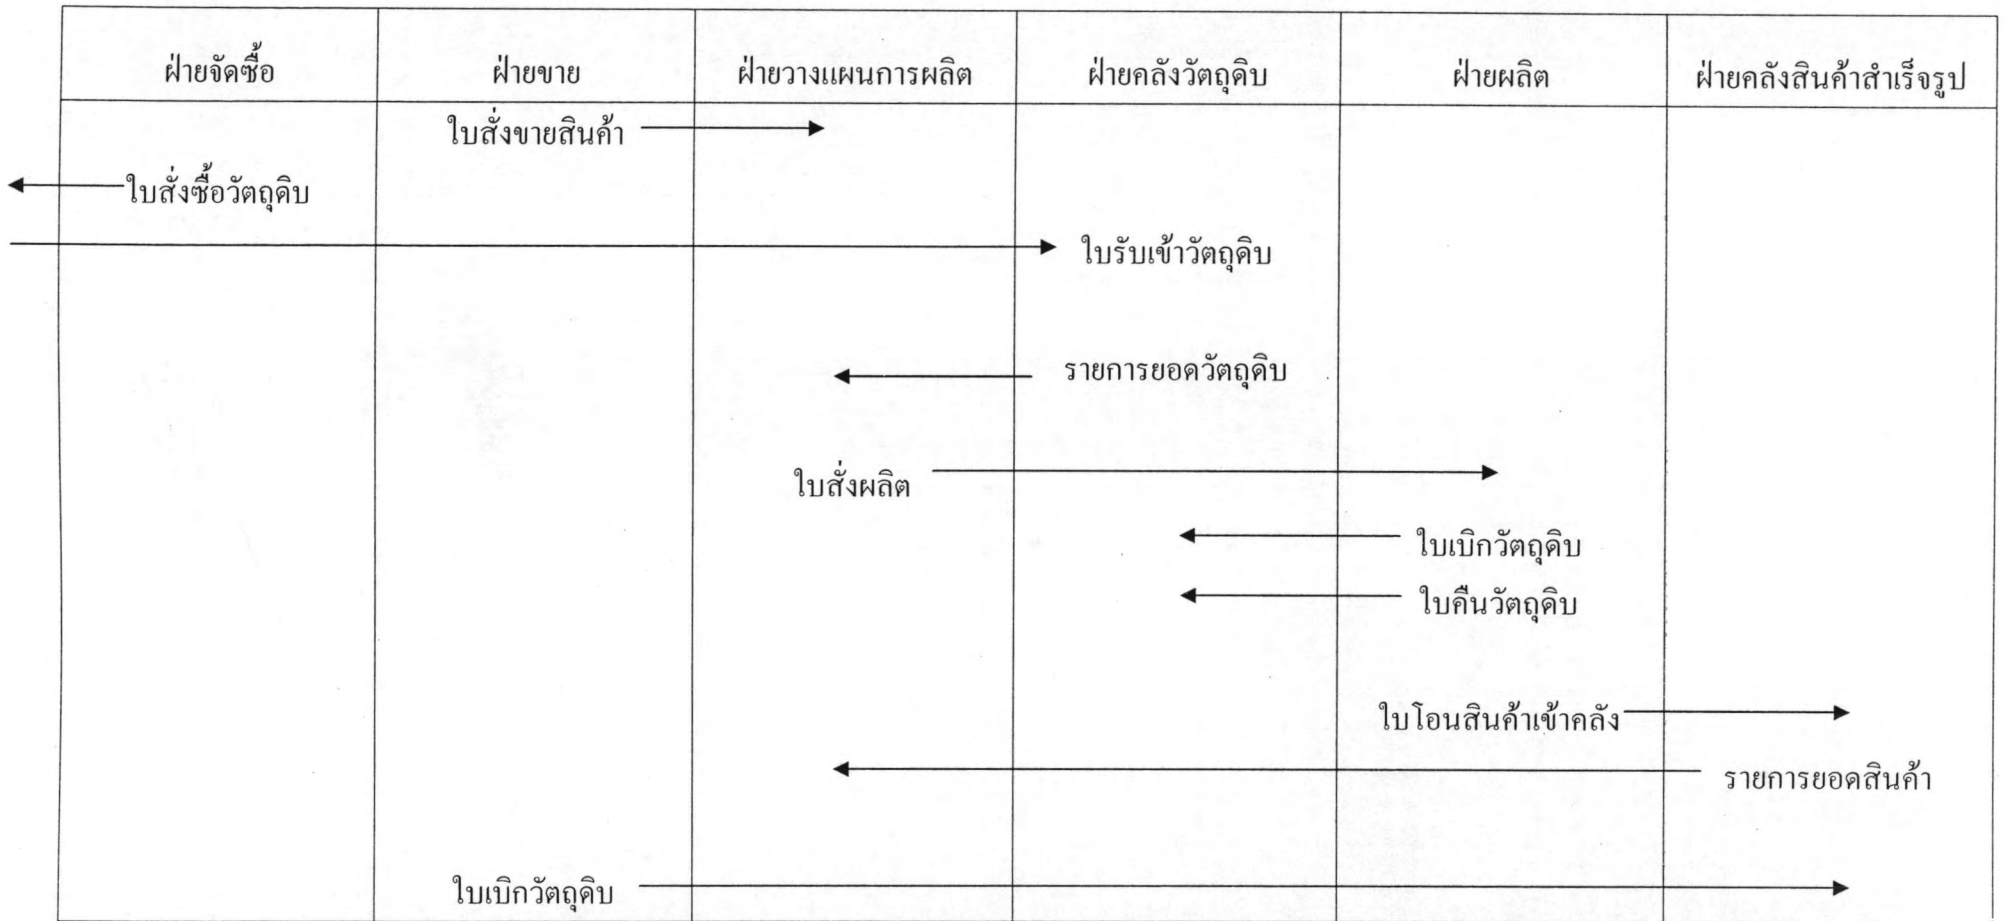 ฝ่ายจัดซื้อ ฝ่ายขาย ฝ่ายวางแผนการผลิต ฝ่ายคลังวัตถุดิบ ฝ่ายผลิต ฝ่ายคลังสินค้าสำเร็จรูป
ใบสั่งขายสินค้า
ใบสั่งซื้อวัตถุดิบ
ใบรับเข้าวัตถุดิบ
รายการยอดวัตถุดิบ
ใบสั่งผลิต
ใบเบิกวัตถุดิบ
ใบคืนวัตถุดิบ
ใบโอนสินค้าเข้าคลัง
รายการยอดสินค้า
ใบเบิกวัตถุดิบ